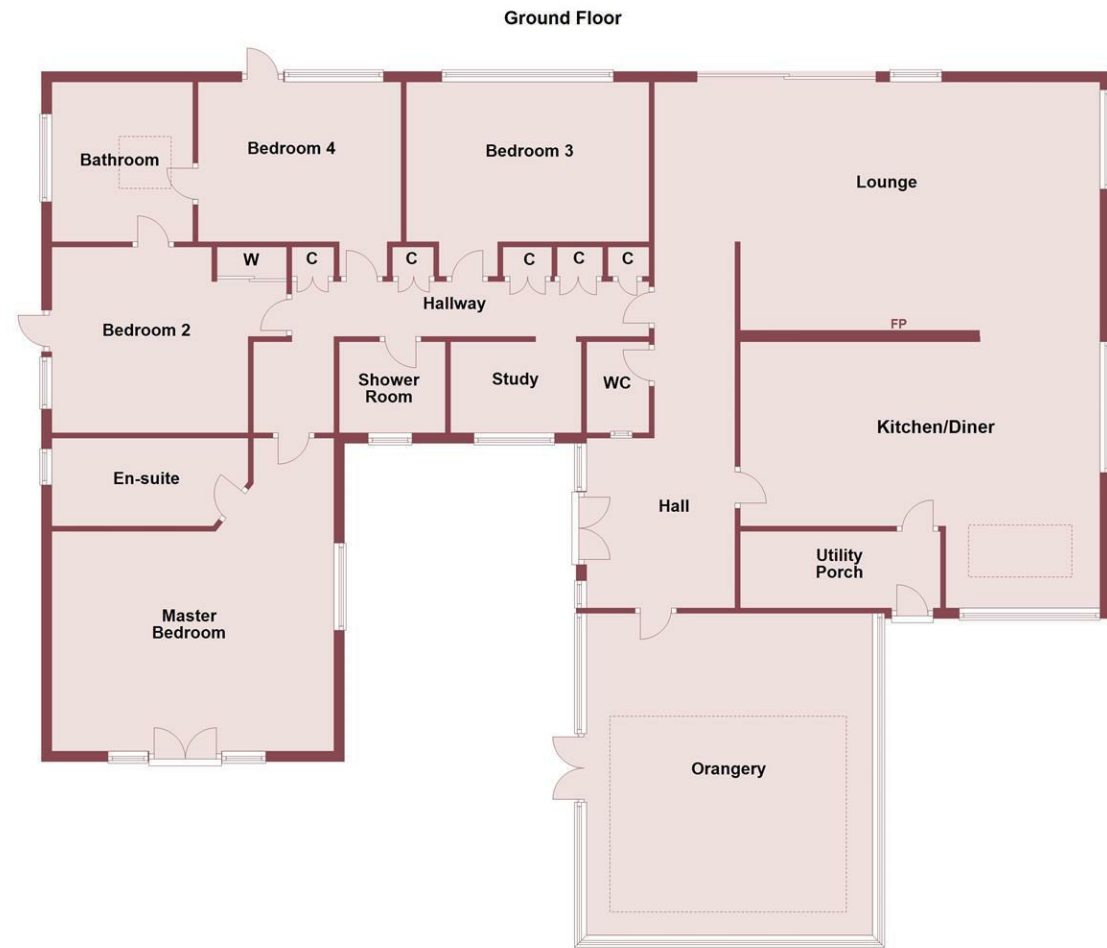 Ground Floor
Bathroom
Bedroom 4
Bedroom 3
Lounge
W
C
C
C
C
C
Hallway
Bedroom 2
FP
Shower
Room
Study
WC
Kitchen/Diner
En-suite
Hall
Utility
Porch
Master
Bedroom
Orangery